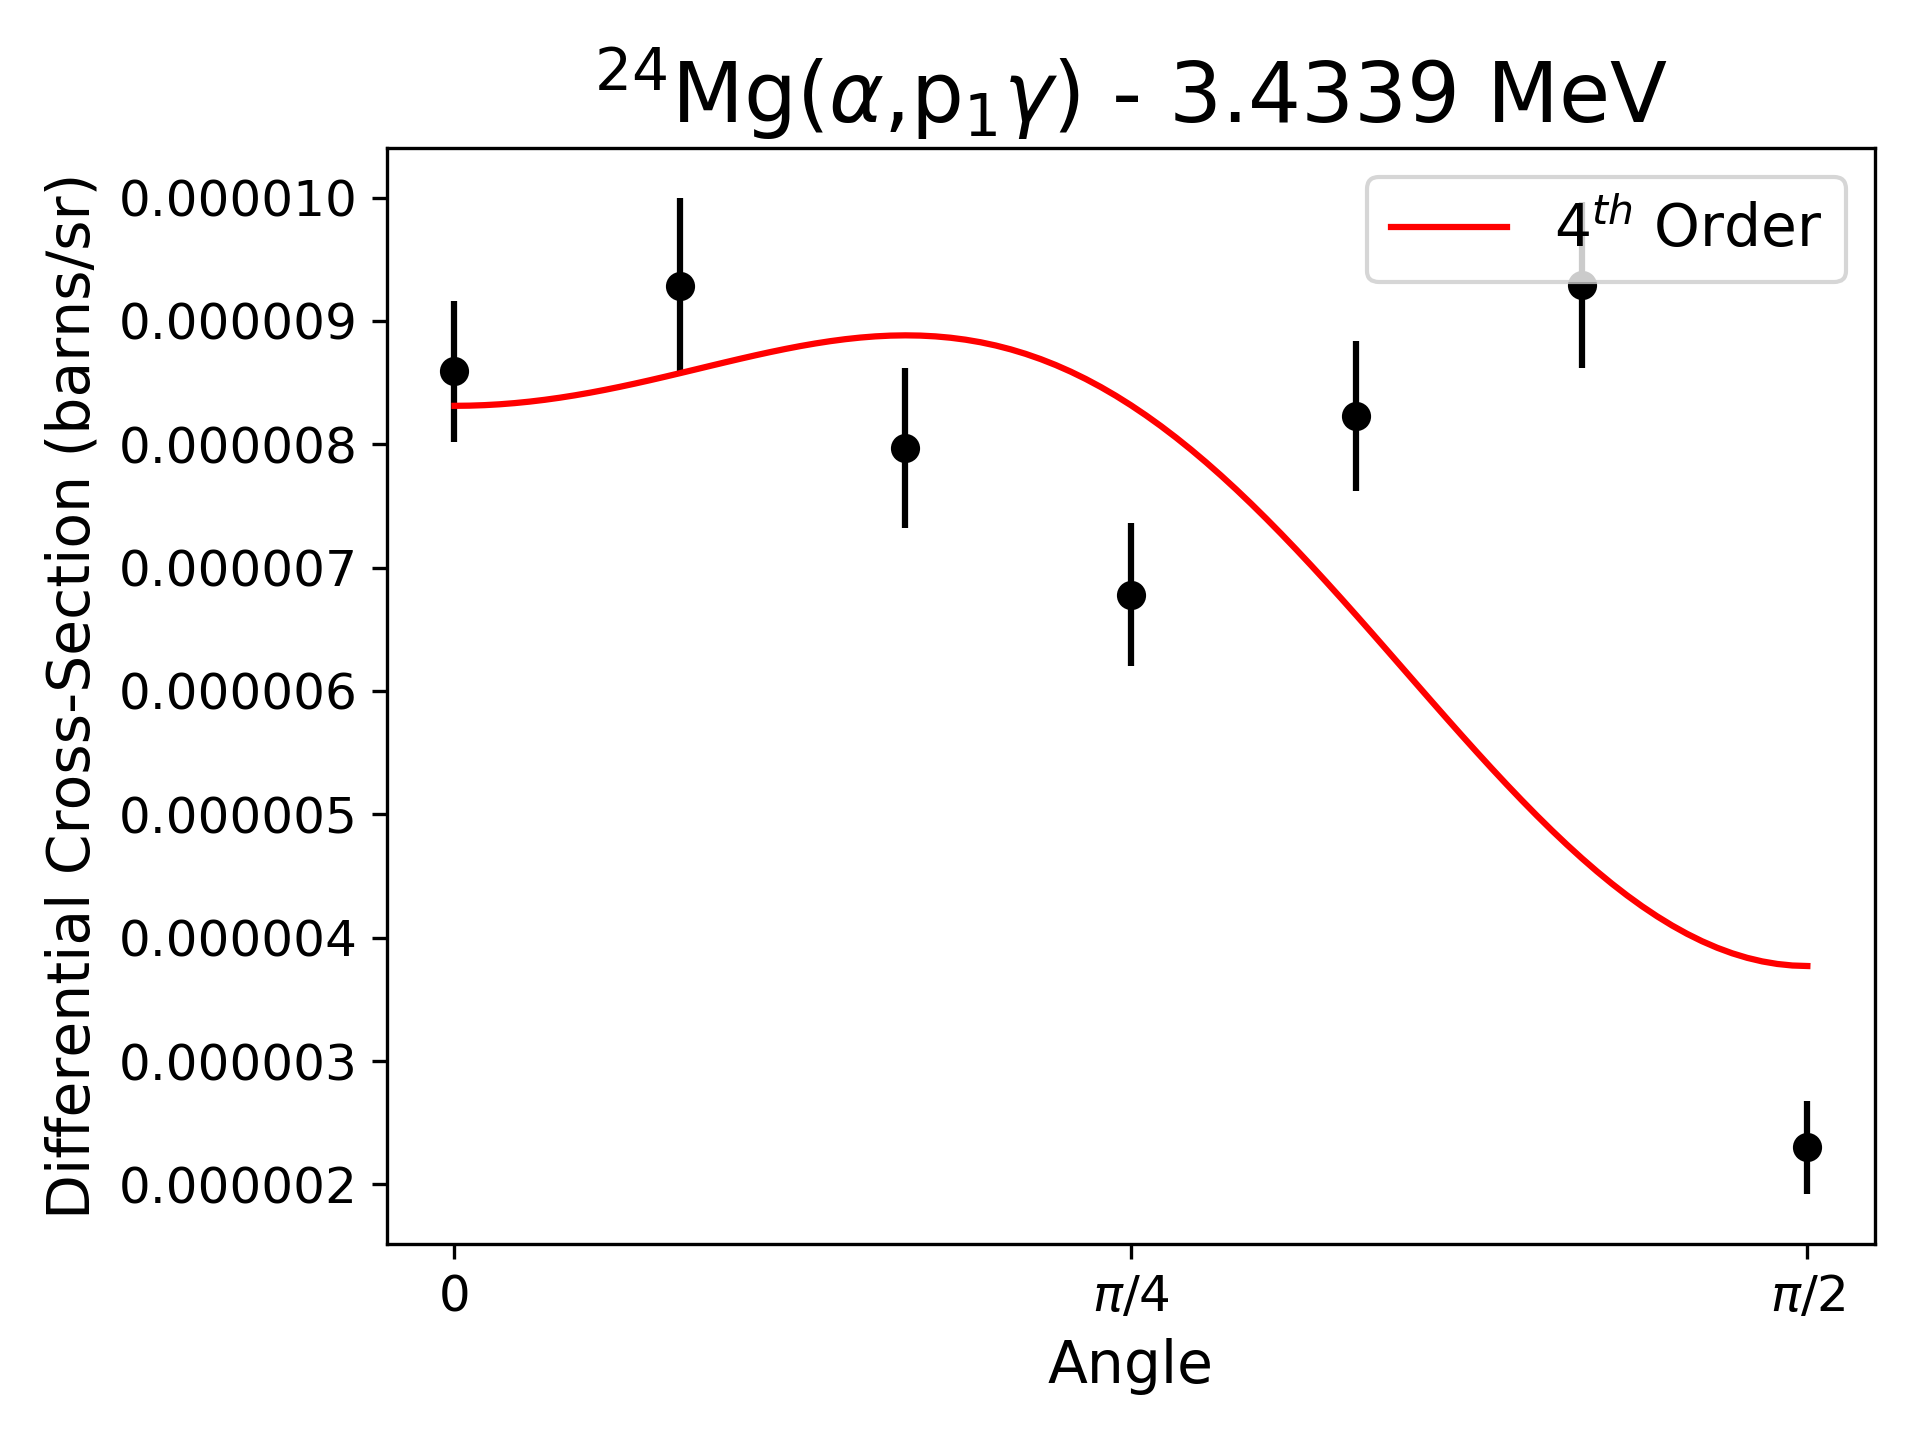 ²⁴Mg(α,p₁γ) - 3.4339 MeV
4ᵗʰ Order
Differential Cross-Section (barns/sr)
0.000010
0.000009
0.000008
0.000007
0.000006
0.000005
0.000004
0.000003
0.000002
0
π/4
π/2
Angle